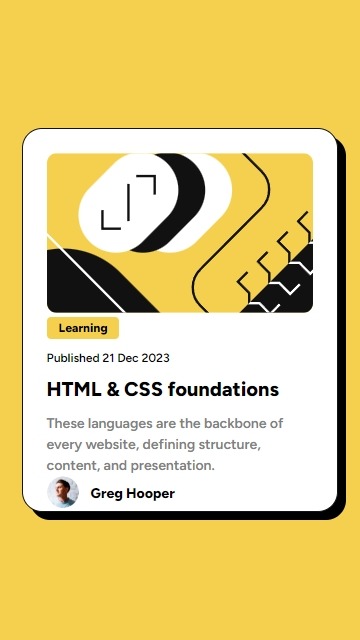 Learning
Published 21 Dec 2023
HTML & CSS foundations
These languages are the backbone of
every website, defining structure,
content, and presentation.
Greg Hooper